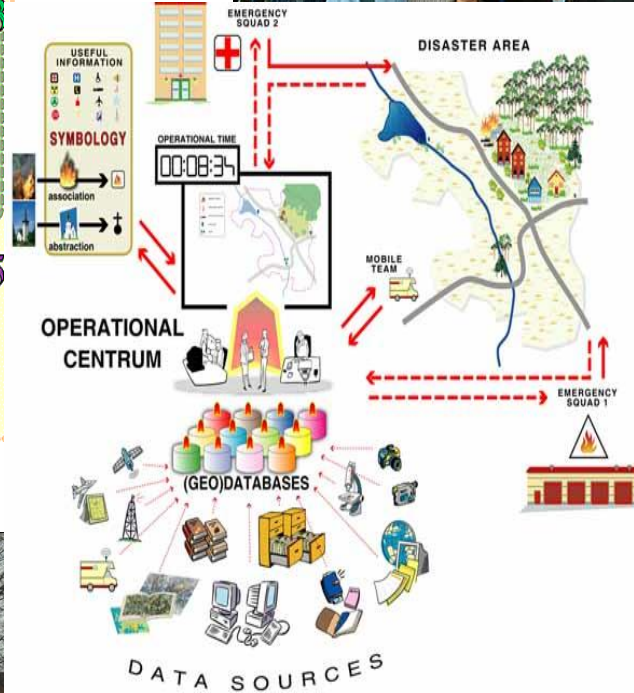 EMERGENCY
SQUAD 2
DISASTER AREA
USEFUL
INFORMATION
SYMBOLOGY
association
abstraction
OPERATIONAL TIME
00:08:34
MOBILE
TEAM
OPERATIONAL
CENTRUM
EMERGENCY
SQUAD 1
(GEO)DATABASES
DATA SOURCES